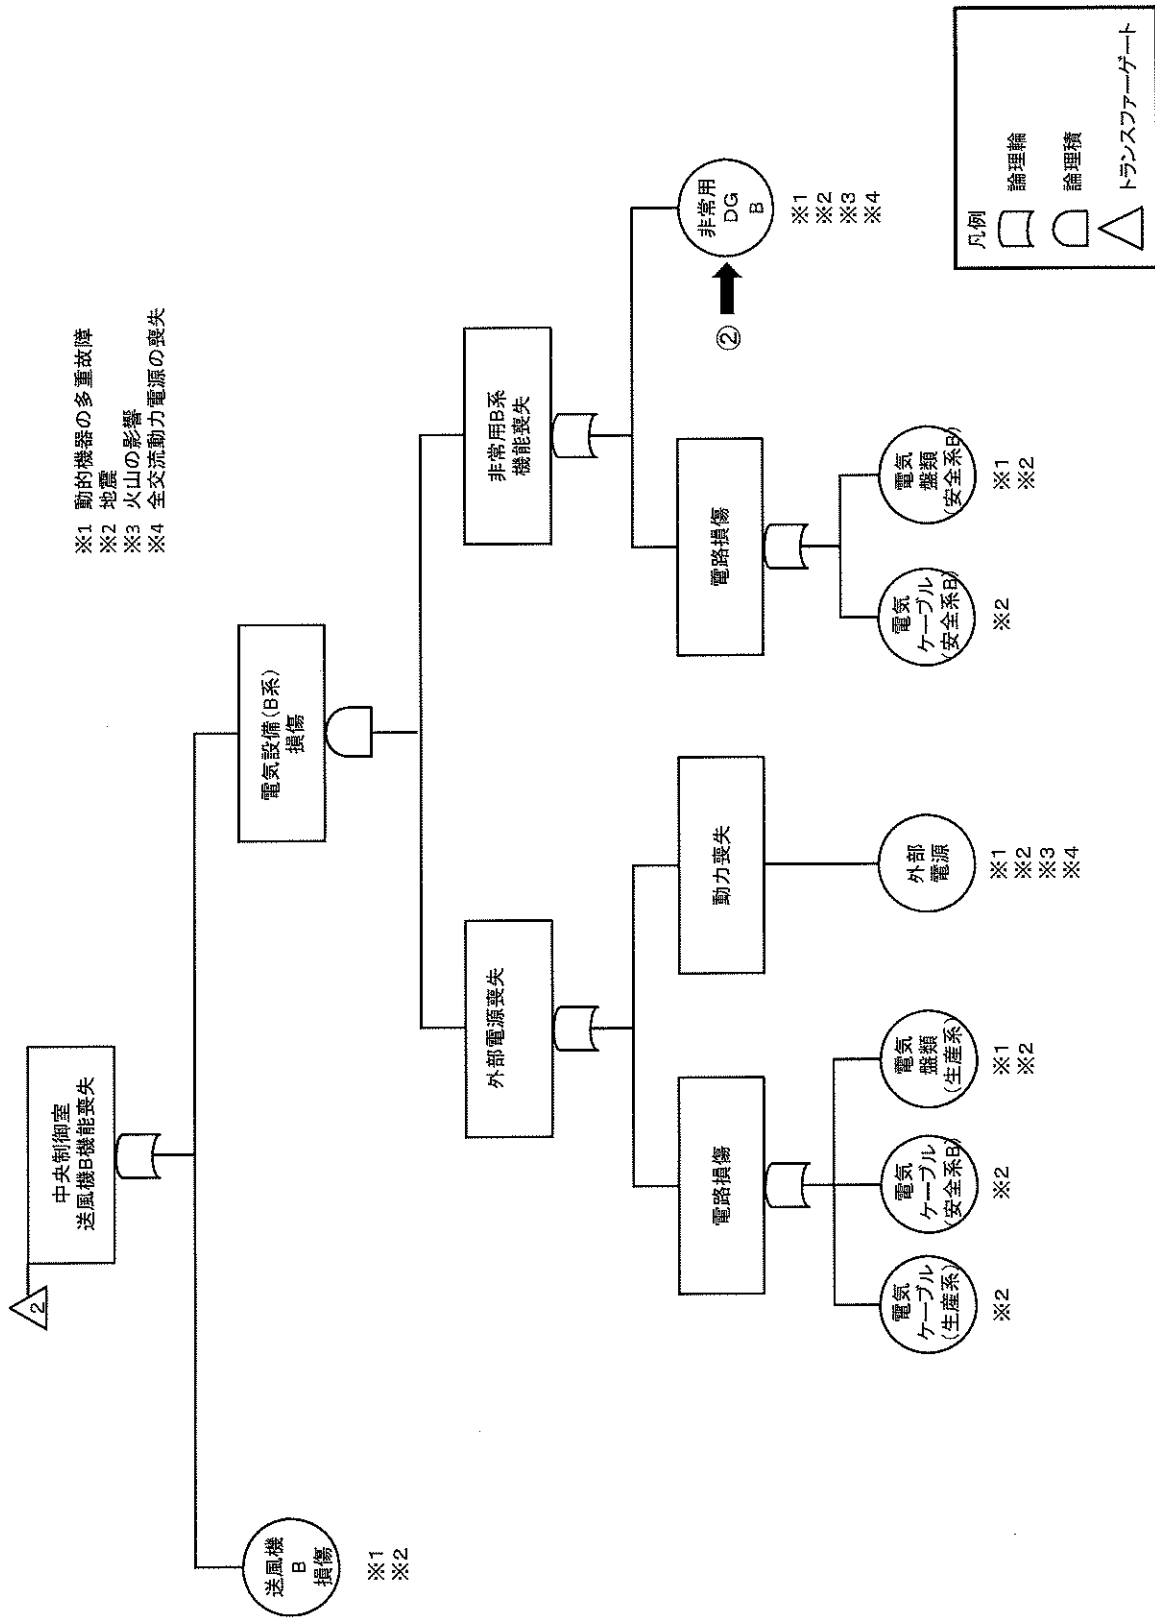 2
中央制御室
送風機B機能喪失
※1 動的機器の多重故障
※2 地震
※3 火山の影響
※4 全交流動力電源の喪失
送風機
B
損傷
※1
※2
電気設備(B系)
損傷
外部電源喪失
非常用B系
機能喪失
電路損傷
動力喪失
電路損傷
②
非常用
DG
B
※1
※2
※3
※4
電気
ケーブル
(生産系)
※2
電気
ケーブル
(安全系B)
※2
電気
盤類
(生産系)
※1
※2
外部
電源
※1
※2
※3
※4
電気
ケーブル
(安全系B)
※2
電気
盤類
(安全系B)
※1
※2
凡例
論理輪
論理積
トランスファーゲート